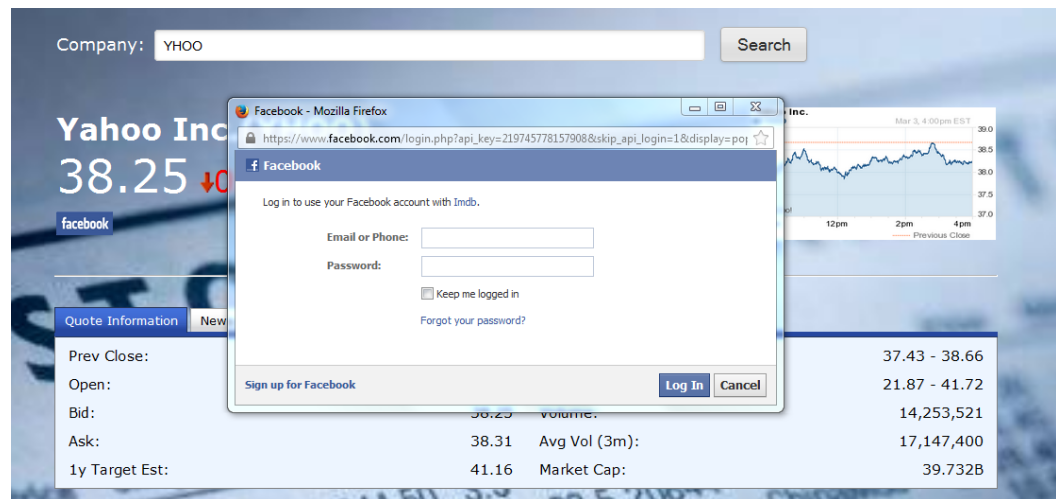 Company: YHOO Search
Yahoo Inc
38.25
facebook
Inc.
Mar 3, 4:00pm EST
39.0
38.5
38.0
37.5
37.0
12pm 2pm 4pm
Previous Close
Facebook - Mozilla Firefox
https://www.facebook.com/login.php?api_key=219745778157908&skip_api_login=1&display=pop
Facebook
Log in to use your Facebook account with Imdb.
Email or Phone:
Password:
Keep me logged in
Forgot your password?
Sign up for Facebook Log In Cancel
Quote Information New
Prev Close: 37.43 - 38.66
Open: 21.87 - 41.72
Bid: 38.25 Volume: 14,253,521
Ask: 38.31 Avg Vol (3m): 17,147,400
1y Target Est: 41.16 Market Cap: 39.732B